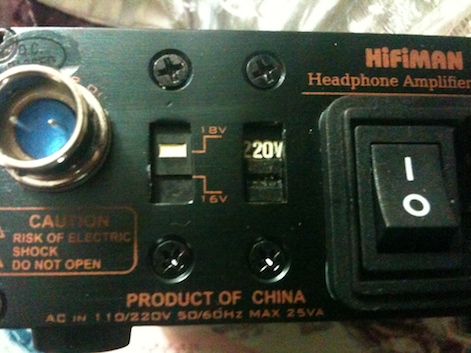 HiFiMAN
Headphone Amplifier
18V
220V
16V
I
O
CAUTION
RISK OF ELECTRIC
SHOCK
DO NOT OPEN
PRODUCT OF CHINA
AC IN 110/220V 50/60Hz MAX 25VA